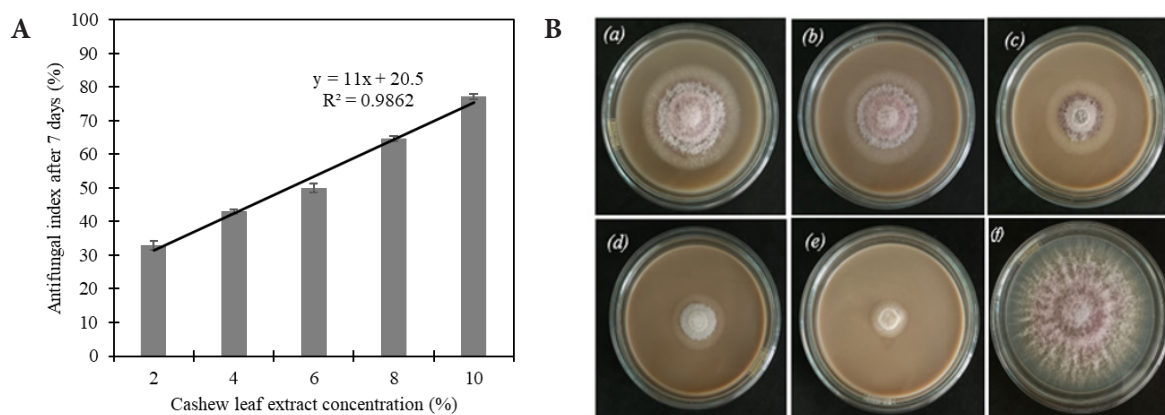 A
Antifungal index after 7 days (%)
100
90
80
70
60
50
40
30
20
10
0
y = 11x + 20.5
R² = 0.9862
2 4 6 8 10
Cashew leaf extract concentration (%)
B
(a) (b) (c)
(d) (e) (f)